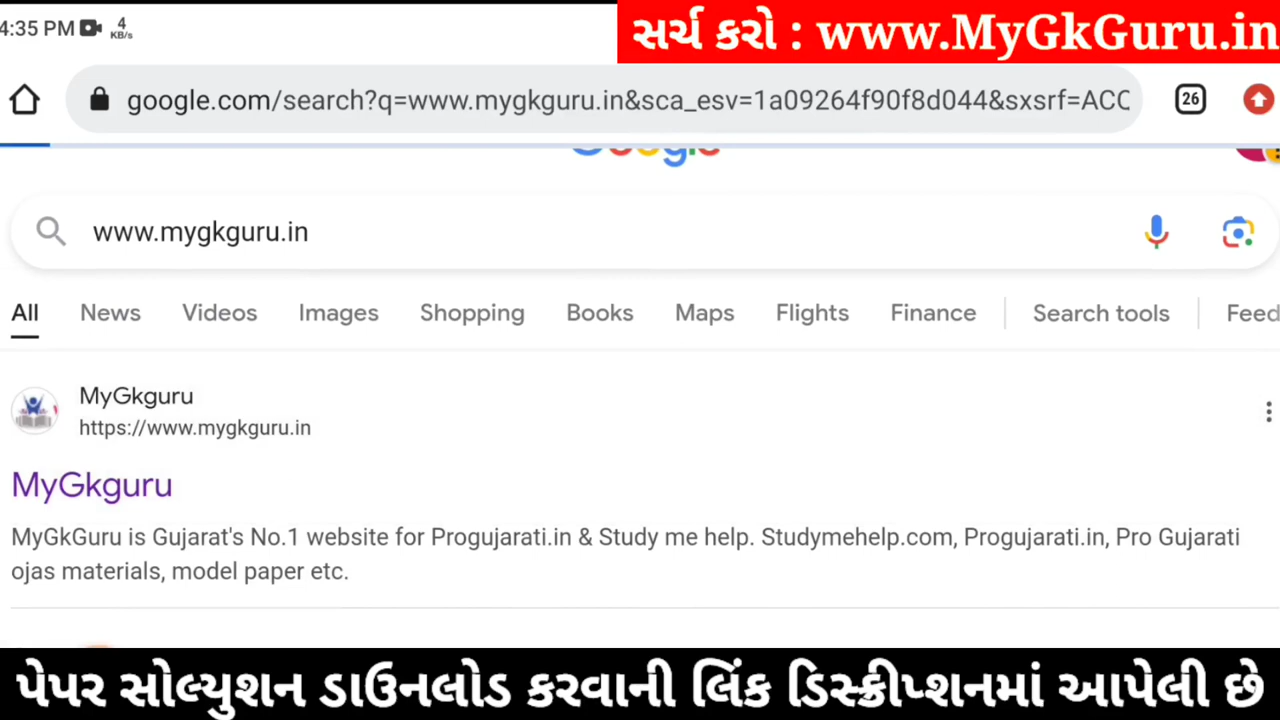 4:35 PM 4 KB/s
સર્ચ કરો : www.MyGkGuru.in
google.com/search?q=www.mygkguru.in&sca_esv=1a09264f90f8d044&sxsrf=ACC
26
www.mygkguru.in
All News Videos Images Shopping Books Maps Flights Finance Search tools Feed
MyGkguru
https://www.mygkguru.in
MyGkguru
MyGkGuru is Gujarat's No.1 website for Progujarati.in & Study me help. Studymehelp.com, Progujarati.in, Pro Gujarati
ojas materials, model paper etc.
પેપર સોલ્યુશન ડાઉનલોડ કરવાની લિંક ડિસ્ક્રીપ્શનમાં આપેલી છે